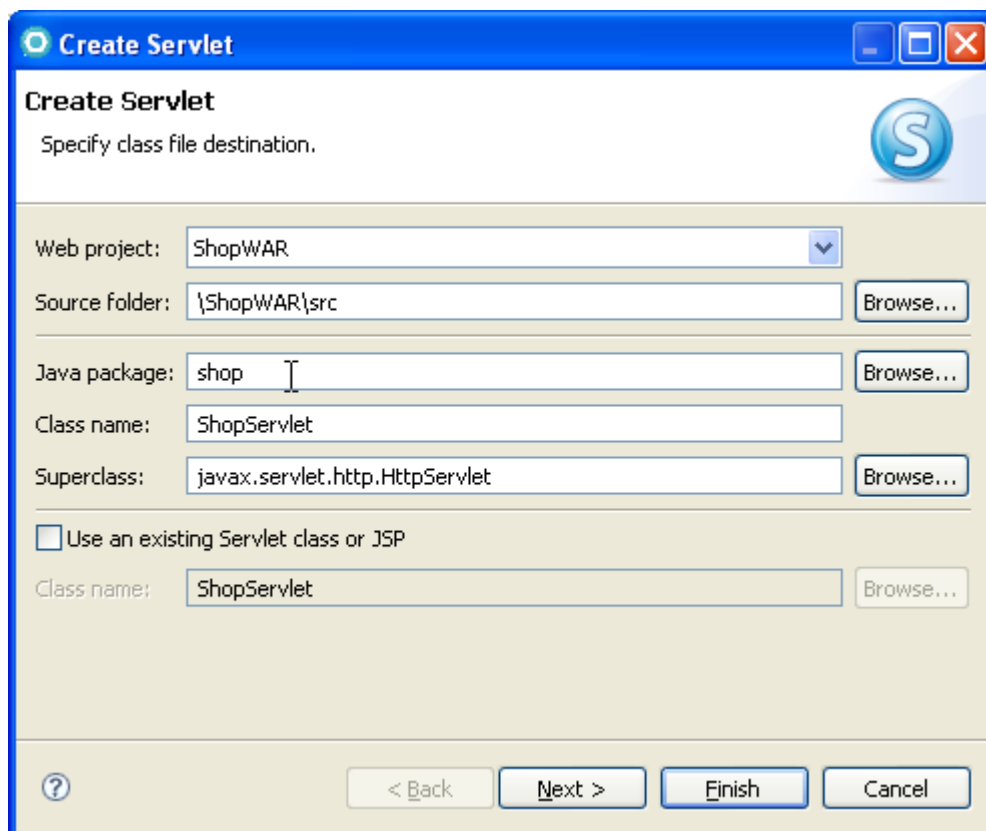 Create Servlet
Create Servlet
Specify class file destination.
S
Web project: ShopWAR
Source folder: \ShopWAR\src Browse...
Java package: shop Browse...
Class name: ShopServlet
Superclass: javax.servlet.http.HttpServlet Browse...
Use an existing Servlet class or JSP
Class name: ShopServlet Browse...
? < Back Next > Finish Cancel